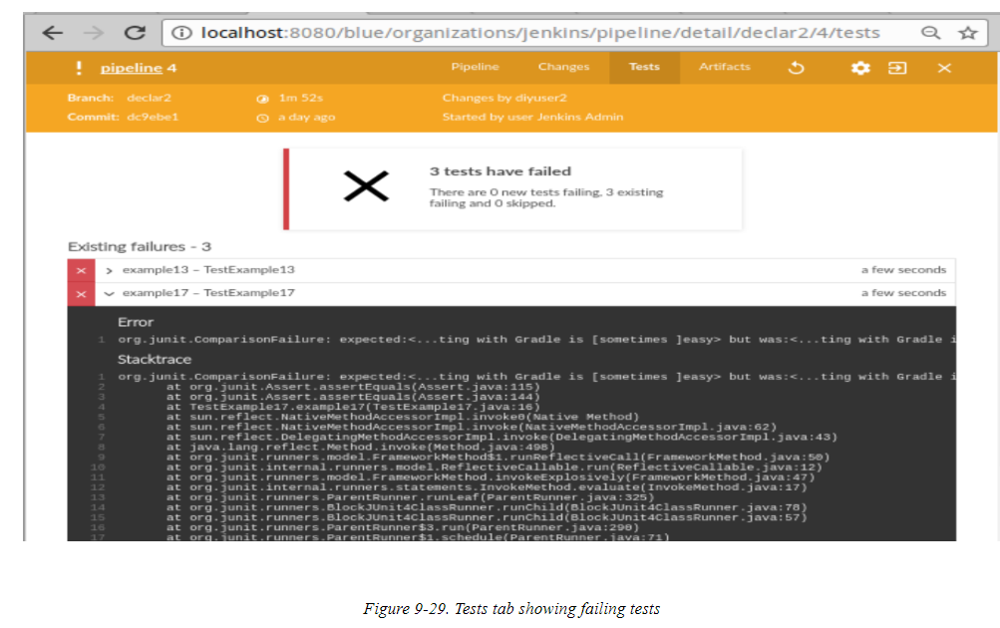 localhost:8080/blue/organizations/jenkins/pipeline/detail/declar2/4/tests
! pipeline 4 Pipeline Changes Tests Artifacts
Branch: declar2 1m 52s Changes by diyuser2
Commit: dc9ebe1 a day ago Started by user Jenkins Admin
3 tests have failed
There are 0 new tests failing, 3 existing
failing and 0 skipped.
Existing failures - 3
example13 – TestExample13 a few seconds
example17 – TestExample17 a few seconds
Error
1 org.junit.ComparisonFailure: expected:<...ting with Gradle is [sometimes ]easy> but was:<...ting with Gradle i
Stacktrace
1 org.junit.ComparisonFailure: expected:<...ting with Gradle is [sometimes ]easy> but was:<...ting with Gradle i
2 at org.junit.Assert.assertEquals(Assert.java:115)
3 at org.junit.Assert.assertEquals(Assert.java:144)
4 at TestExample17.example17(TestExample17.java:16)
5 at sun.reflect.NativeMethodAccessorImpl.invoke0(Native Method)
6 at sun.reflect.NativeMethodAccessorImpl.invoke(NativeMethodAccessorImpl.java:62)
7 at sun.reflect.DelegatingMethodAccessorImpl.invoke(DelegatingMethodAccessorImpl.java:43)
8 at java.lang.reflect.Method.invoke(Method.java:498)
9 at org.junit.runners.model.FrameworkMethod$1.runReflectiveCall(FrameworkMethod.java:50)
10 at org.junit.internal.runners.model.ReflectiveCallable.run(ReflectiveCallable.java:12)
11 at org.junit.runners.model.FrameworkMethod.invokeExplosively(FrameworkMethod.java:47)
12 at org.junit.internal.runners.statements.InvokeMethod.evaluate(InvokeMethod.java:17)
13 at org.junit.runners.ParentRunner.runLeaf(ParentRunner.java:325)
14 at org.junit.runners.BlockJUnit4ClassRunner.runChild(BlockJUnit4ClassRunner.java:78)
15 at org.junit.runners.BlockJUnit4ClassRunner.runChild(BlockJUnit4ClassRunner.java:57)
16 at org.junit.runners.ParentRunner$3.run(ParentRunner.java:290)
17 at org.junit.runners.ParentRunner$1.schedule(ParentRunner.java:71)
Figure 9-29. Tests tab showing failing tests